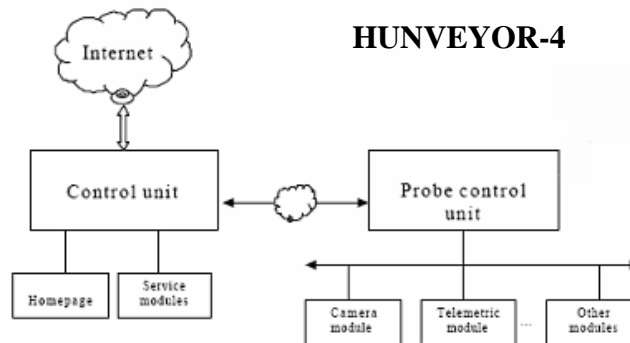 HUNVEYOR-4
Internet
Control unit
Probe control
unit
Homepage
Service
modules
Camera
module
Telemetric
module
...
Other
modules